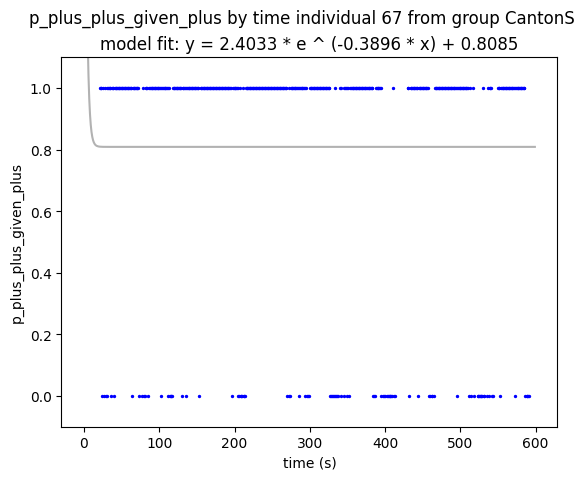 p_plus_plus_given_plus by time individual 67 from group CantonS
model fit: y = 2.4033 * e ^ (-0.3896 * x) + 0.8085
1.0
0.8
0.6
0.4
0.2
0.0
p_plus_plus_given_plus
0 100 200 300 400 500 600
time (s)